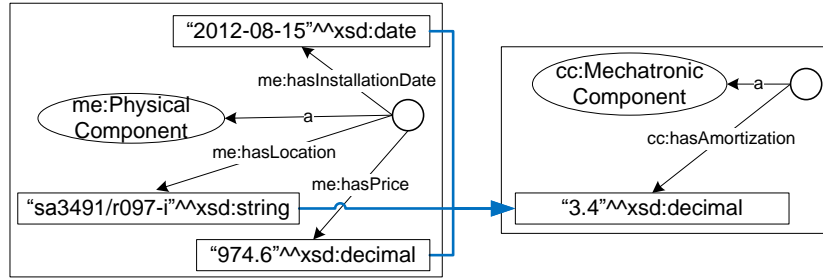 “2012-08-15”^^xsd:date
me:hasInstallationDate
me:Physical
Component
a
me:hasLocation
me:hasPrice
“sa3491/r097-i”^^xsd:string
“974.6”^^xsd:decimal
cc:Mechatronic
Component
a
cc:hasAmortization
“3.4”^^xsd:decimal